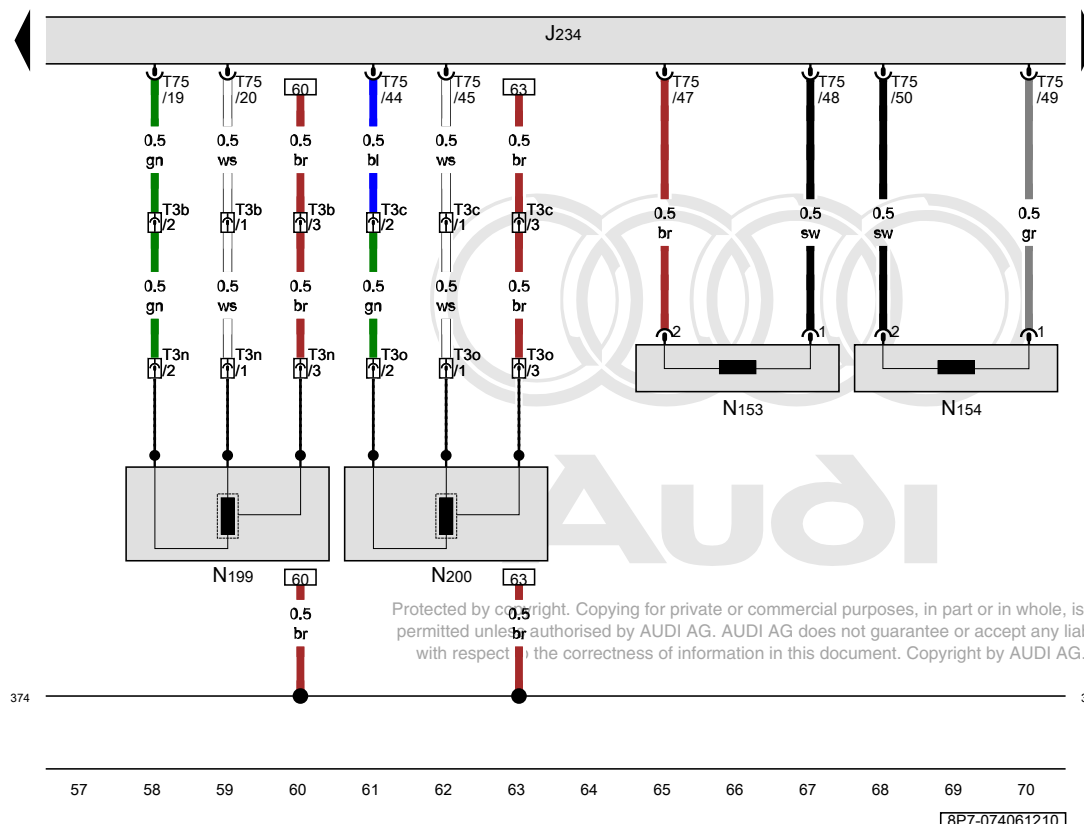 J234
T75 T75 60 T75 T75 63 T75 T75 T75 T75
/19 /20 /44 /45 /47 /48 /50 /49
0.5 0.5 0.5 0.5 0.5 0.5
gn ws br bl ws br
T3b T3b T3b T3c T3c T3c
/2 /1 /3 /2 /1 /3
0.5 0.5 0.5 0.5
br sw sw gr
0.5 0.5 0.5 0.5 0.5 0.5
gn ws br gn ws br
2 1 2 1
T3n T3n T3n T3o T3o T3o
/2 /1 /3 /2 /1 /3
N153 N154
Audi
N199 60 N200 63
0.5 0.5
br br
Protected by copyright. Copying for private or commercial purposes, in part or in whole, is
permitted unless authorised by AUDI AG. AUDI AG does not guarantee or accept any
with respect to the correctness of information in this document. Copyright by AUDI AG.
374
57 58 59 60 61 62 63 64 65 66 67 68 69 70
8P7-074061210